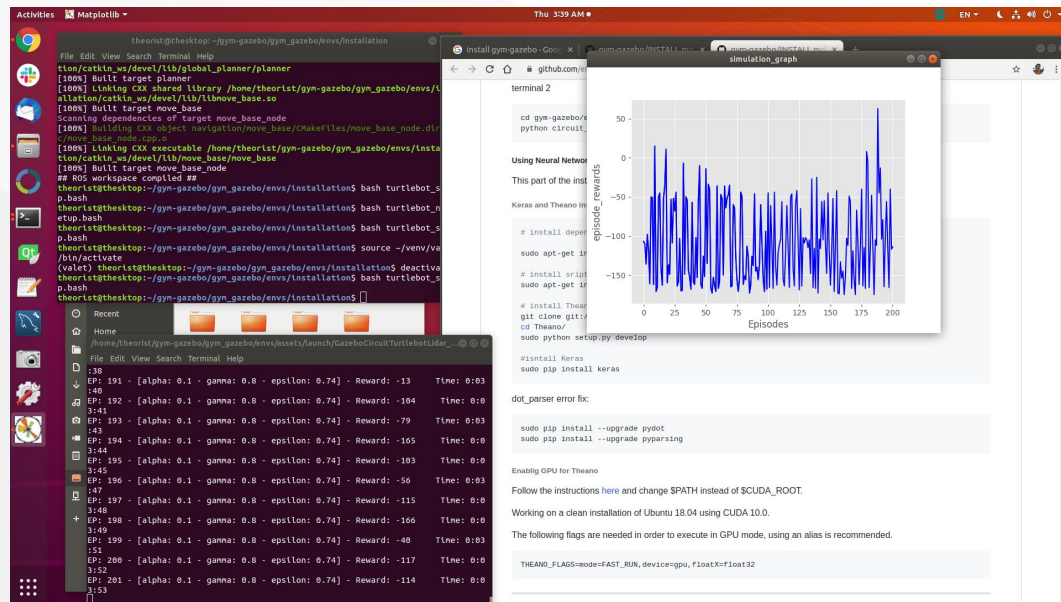 Activities
Matplotlib
Thu 3:39 AM
EN
theorist@thesktop: ~/gym-gazebo/gym_gazebo/envs/installation
File Edit View Search Terminal Help
tion/catkin_ws/devel/lib/global_planner/planner
[100%] Built target planner
[100%] Linking CXX shared library /home/theorist/gym-gazebo/gym_gazebo/envs/i
allation/catkin_ws/devel/lib/libmove_base.so
[100%] Built target move_base
Scanning dependencies of target move_base_node
[100%] Building CXX object navigation/move_base/CMakeFiles/move_base_node.dir
c/move_base_node.cpp.o
[100%] Linking CXX executable /home/theorist/gym-gazebo/gym_gazebo/envs/insta
tion/catkin_ws/devel/lib/move_base/move_base
[100%] Built target move_base_node
## ROS workspace compiled ##
theorist@thesktop:~/gym-gazebo/gym_gazebo/envs/installation$ bash turtlebot_s
p.bash
theorist@thesktop:~/gym-gazebo/gym_gazebo/envs/installation$ bash turtlebot_n
etup.bash
theorist@thesktop:~/gym-gazebo/gym_gazebo/envs/installation$ bash turtlebot_s
p.bash
theorist@thesktop:~/gym-gazebo/gym_gazebo/envs/installation$ source ~/venv/va
/bin/activate
(valet) theorist@thesktop:~/gym-gazebo/gym_gazebo/envs/installation$ deactiva
theorist@thesktop:~/gym-gazebo/gym_gazebo/envs/installation$ bash turtlebot_s
p.bash
theorist@thesktop:~/gym-gazebo/gym_gazebo/envs/installation$
Recent
Home
/home/theorist/gym-gazebo/gym_gazebo/envs/assets/launch/GazeboCircuitTurtlebotLidar_...
File Edit View Search Terminal Help
:38
EP: 191 - [alpha: 0.1 - gamma: 0.8 - epsilon: 0.74] - Reward: -13 Time: 0:03
:40
EP: 192 - [alpha: 0.1 - gamma: 0.8 - epsilon: 0.74] - Reward: -104 Time: 0:0
3:41
EP: 193 - [alpha: 0.1 - gamma: 0.8 - epsilon: 0.74] - Reward: -79 Time: 0:03
:43
EP: 194 - [alpha: 0.1 - gamma: 0.8 - epsilon: 0.74] - Reward: -165 Time: 0:0
3:44
EP: 195 - [alpha: 0.1 - gamma: 0.8 - epsilon: 0.74] - Reward: -103 Time: 0:0
3:45
EP: 196 - [alpha: 0.1 - gamma: 0.8 - epsilon: 0.74] - Reward: -56 Time: 0:03
:47
EP: 197 - [alpha: 0.1 - gamma: 0.8 - epsilon: 0.74] - Reward: -115 Time: 0:0
3:48
EP: 198 - [alpha: 0.1 - gamma: 0.8 - epsilon: 0.74] - Reward: -166 Time: 0:0
3:49
EP: 199 - [alpha: 0.1 - gamma: 0.8 - epsilon: 0.74] - Reward: -40 Time: 0:03
:51
EP: 200 - [alpha: 0.1 - gamma: 0.8 - epsilon: 0.74] - Reward: -117 Time: 0:0
3:52
EP: 201 - [alpha: 0.1 - gamma: 0.8 - epsilon: 0.74] - Reward: -114 Time: 0:0
3:53
install gym-gazebo - Goog
gym-gazebo/INSTALL.m
gym-gazebo/INSTALL.m
github.com/e
terminal 2
cd gym-gazebo/e
python circuit_
Using Neural Networ
This part of the inst
Keras and Theano in
# install depen
sudo apt-get in
# install sript
sudo apt-get in
# install Thean
git clone git:/
cd Theano/
sudo python setup.py develop
#isntall Keras
sudo pip install keras
dot_parser error fix:
sudo pip install --upgrade pydot
sudo pip install --upgrade pyparsing
Enablig GPU for Theano
Follow the instructions here and change $PATH instead of $CUDA_ROOT.
Working on a clean installation of Ubuntu 18.04 using CUDA 10.0.
The following flags are needed in order to execute in GPU mode, using an alias is recommended.
THEANO_FLAGS=mode=FAST_RUN,device=gpu,floatX=float32
simulation_graph
50
0
−50
−100
−150
episode_rewards
0 25 50 75 100 125 150 175 200
Episodes